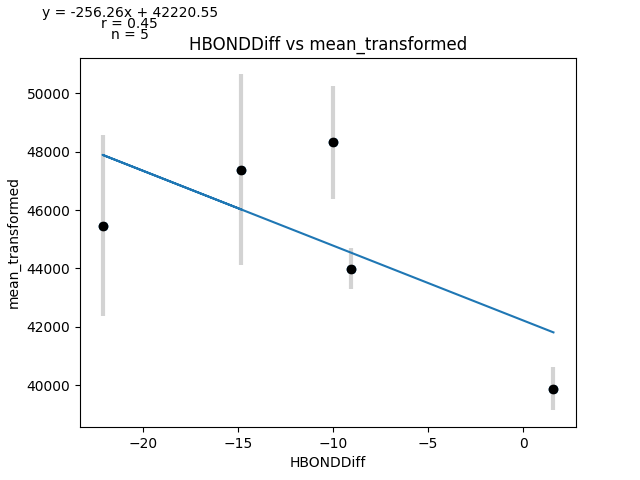 y = -256.26x + 42220.55
r = 0.45
n = 5
HBONDDiff vs mean_transformed
50000
48000
46000
44000
42000
40000
mean_transformed
−20
−15
−10
−5
0
HBONDDiff